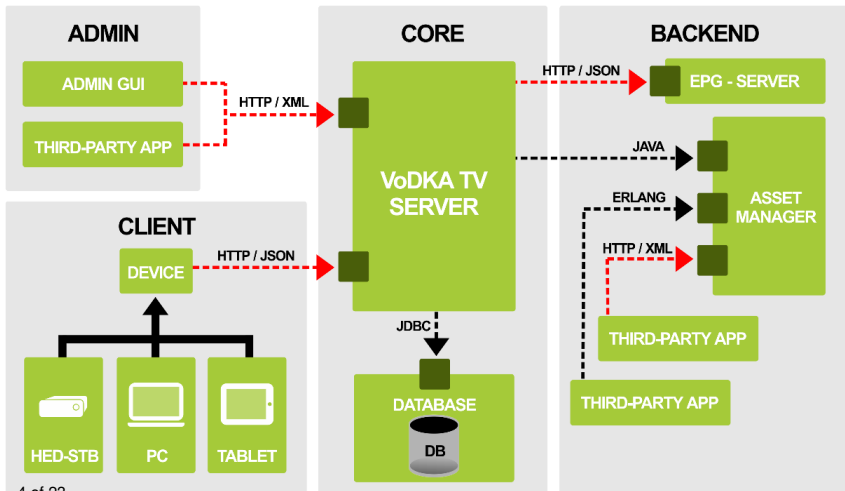 ADMIN
ADMIN GUI
THIRD-PARTY APP
HTTP / XML
CORE
VoDKA TV
SERVER
JDBC
DATABASE
DB
BACKEND
HTTP / JSON
EPG - SERVER
JAVA
ERLANG
HTTP / XML
ASSET
MANAGER
THIRD-PARTY APP
THIRD-PARTY APP
CLIENT
DEVICE
HTTP / JSON
HED-STB
PC
TABLET